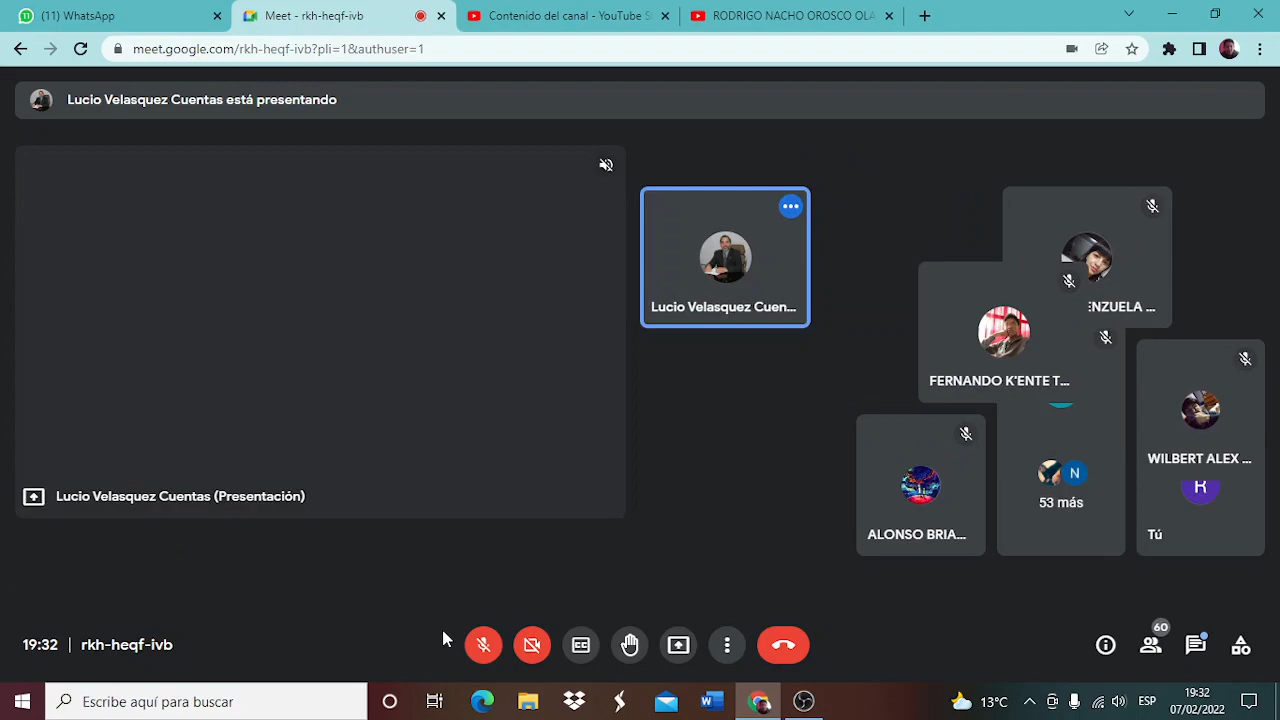 (11) WhatsApp
Meet - rkh-heqf-ivb
Contenido del canal - YouTube S
RODRIGO NACHO OROSCO OLA
meet.google.com/rkh-heqf-ivb?pli=1&authuser=1
Lucio Velasquez Cuentas está presentando
Lucio Velasquez Cuen...
ENZUELA ...
FERNANDO K'ENTE T...
WILBERT ALEX ...
Lucio Velasquez Cuentas (Presentación)
N
53 más
R
ALONSO BRIA...
Tú
19:32 | rkh-heqf-ivb
CC
60
Escribe aquí para buscar
13°C
ESP
19:32
07/02/2022